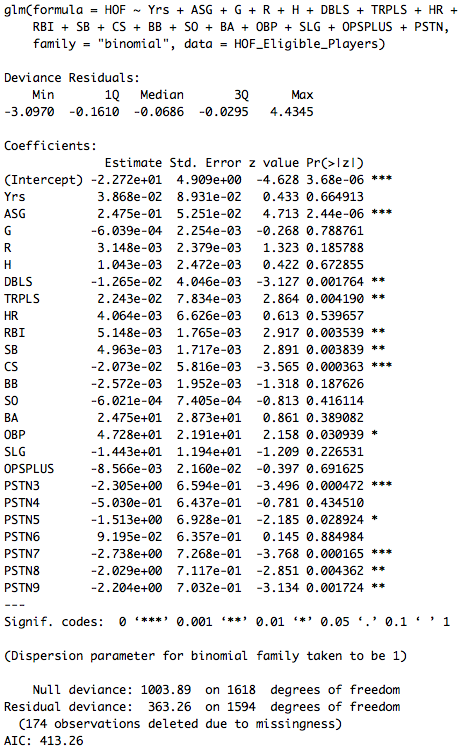 glm(formula = HOF ~ Yrs + ASG + G + R + H + DBLS + TRPLS + HR +
    RBI + SB + CS + BB + SO + BA + OBP + SLG + OPSPLUS + PSTN,
    family = "binomial", data = HOF_Eligible_Players)

Deviance Residuals:
    Min       1Q   Median       3Q      Max
-3.0970  -0.1610  -0.0686  -0.0295   4.4345

Coefficients:
              Estimate Std. Error z value Pr(>|z|)
(Intercept) -2.272e+01  4.909e+00  -4.628 3.68e-06 ***
Yrs          3.868e-02  8.931e-02   0.433 0.664913
ASG          2.475e-01  5.251e-02   4.713 2.44e-06 ***
G           -6.039e-04  2.254e-03  -0.268 0.788761
R            3.148e-03  2.379e-03   1.323 0.185788
H            1.043e-03  2.472e-03   0.422 0.672855
DBLS        -1.265e-02  4.046e-03  -3.127 0.001764 **
TRPLS        2.243e-02  7.834e-03   2.864 0.004190 **
HR           4.064e-03  6.626e-03   0.613 0.539657
RBI          5.148e-03  1.765e-03   2.917 0.003539 **
SB           4.963e-03  1.717e-03   2.891 0.003839 **
CS          -2.073e-02  5.816e-03  -3.565 0.000363 ***
BB          -2.572e-03  1.952e-03  -1.318 0.187626
SO          -6.021e-04  7.405e-04  -0.813 0.416114
BA           2.475e+01  2.873e+01   0.861 0.389082
OBP          4.728e+01  2.191e+01   2.158 0.030939 *
SLG         -1.443e+01  1.194e+01  -1.209 0.226531
OPSPLUS     -8.566e-03  2.160e-02  -0.397 0.691625
PSTN3       -2.305e+00  6.594e-01  -3.496 0.000472 ***
PSTN4       -5.030e-01  6.437e-01  -0.781 0.434510
PSTN5       -1.513e+00  6.928e-01  -2.185 0.028924 *
PSTN6        9.195e-02  6.357e-01   0.145 0.884984
PSTN7       -2.738e+00  7.268e-01  -3.768 0.000165 ***
PSTN8       -2.029e+00  7.117e-01  -2.851 0.004362 **
PSTN9       -2.204e+00  7.032e-01  -3.134 0.001724 **
---
Signif. codes:  0 ‘***’ 0.001 ‘**’ 0.01 ‘*’ 0.05 ‘.’ 0.1 ‘ ’ 1

(Dispersion parameter for binomial family taken to be 1)

    Null deviance: 1003.89  on 1618  degrees of freedom
Residual deviance:  363.26  on 1594  degrees of freedom
  (174 observations deleted due to missingness)
AIC: 413.26